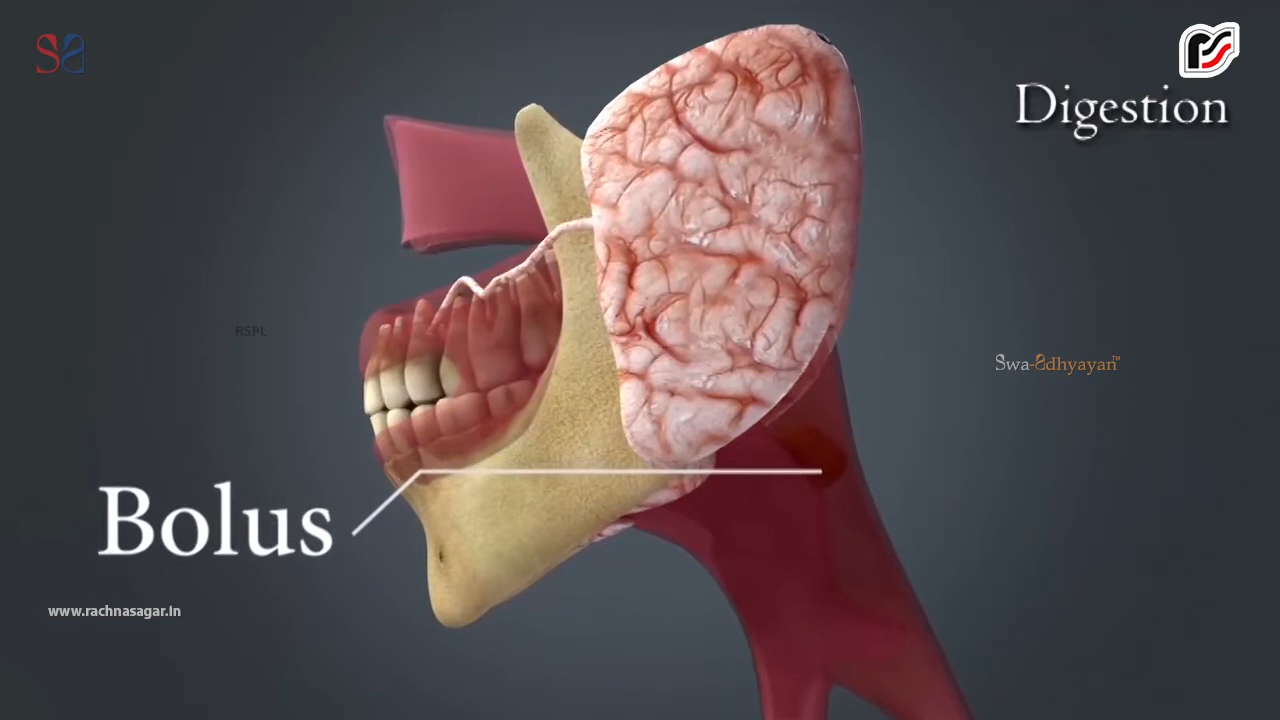 Digestion
RSPL
Swa-adhyayan™
Bolus
www.rachnasagar.in